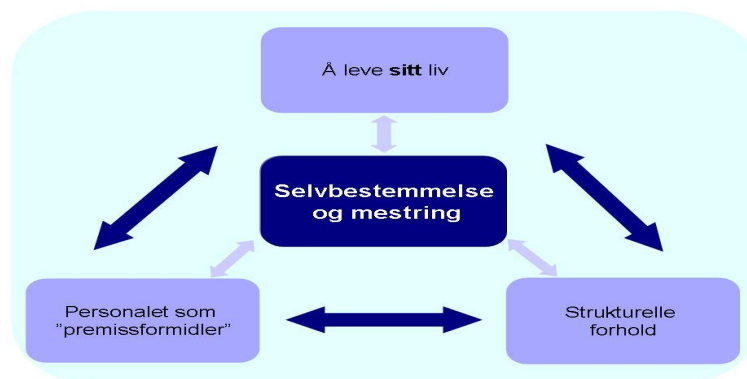 Å leve sitt liv
Selvbestemmelse
og mestring
Personalet som
”premissformidler”
Strukturelle
forhold